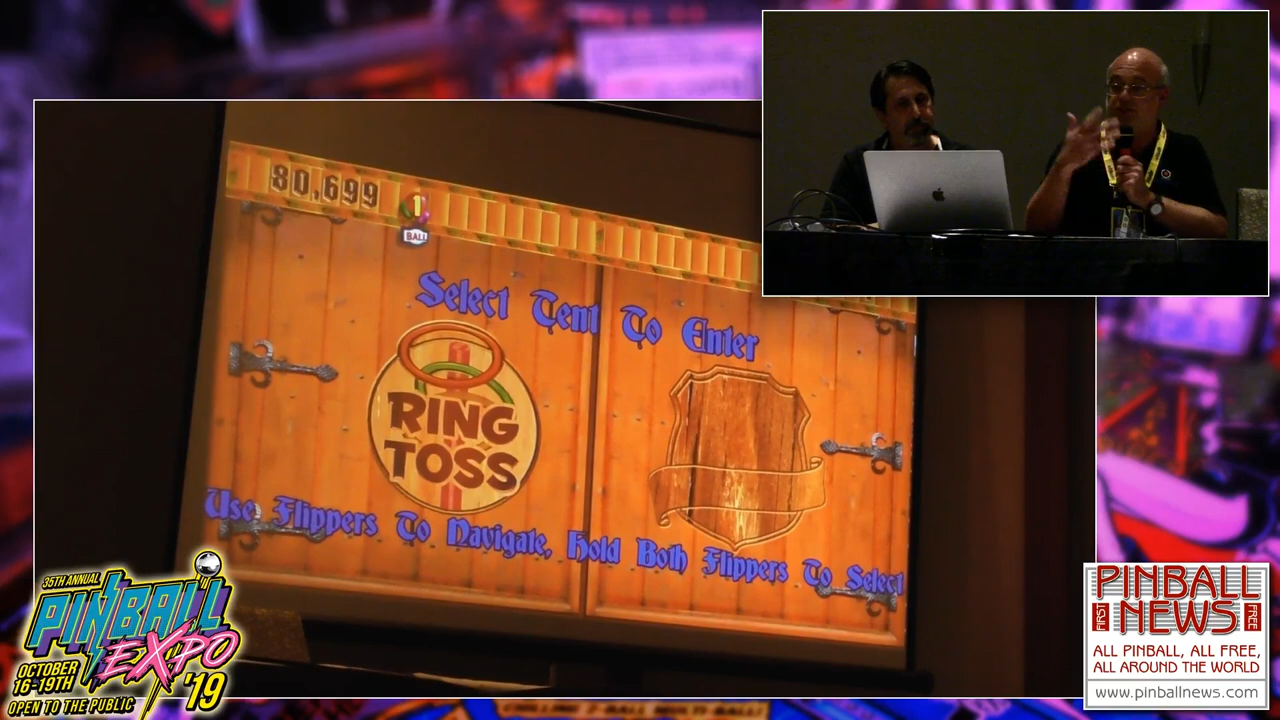 80,699
1
BALL
Select Tent To Enter
RING
TOSS
Use Flippers To Navigate, Hold Both Flippers To Select
35TH ANNUAL
PINBALL
EXPO
OCTOBER
16-19TH
'19
OPEN TO THE PUBLIC
PINBALL
FIRST
NEWS
FREE
ALL PINBALL, ALL FREE,
ALL AROUND THE WORLD
www.pinballnews.com